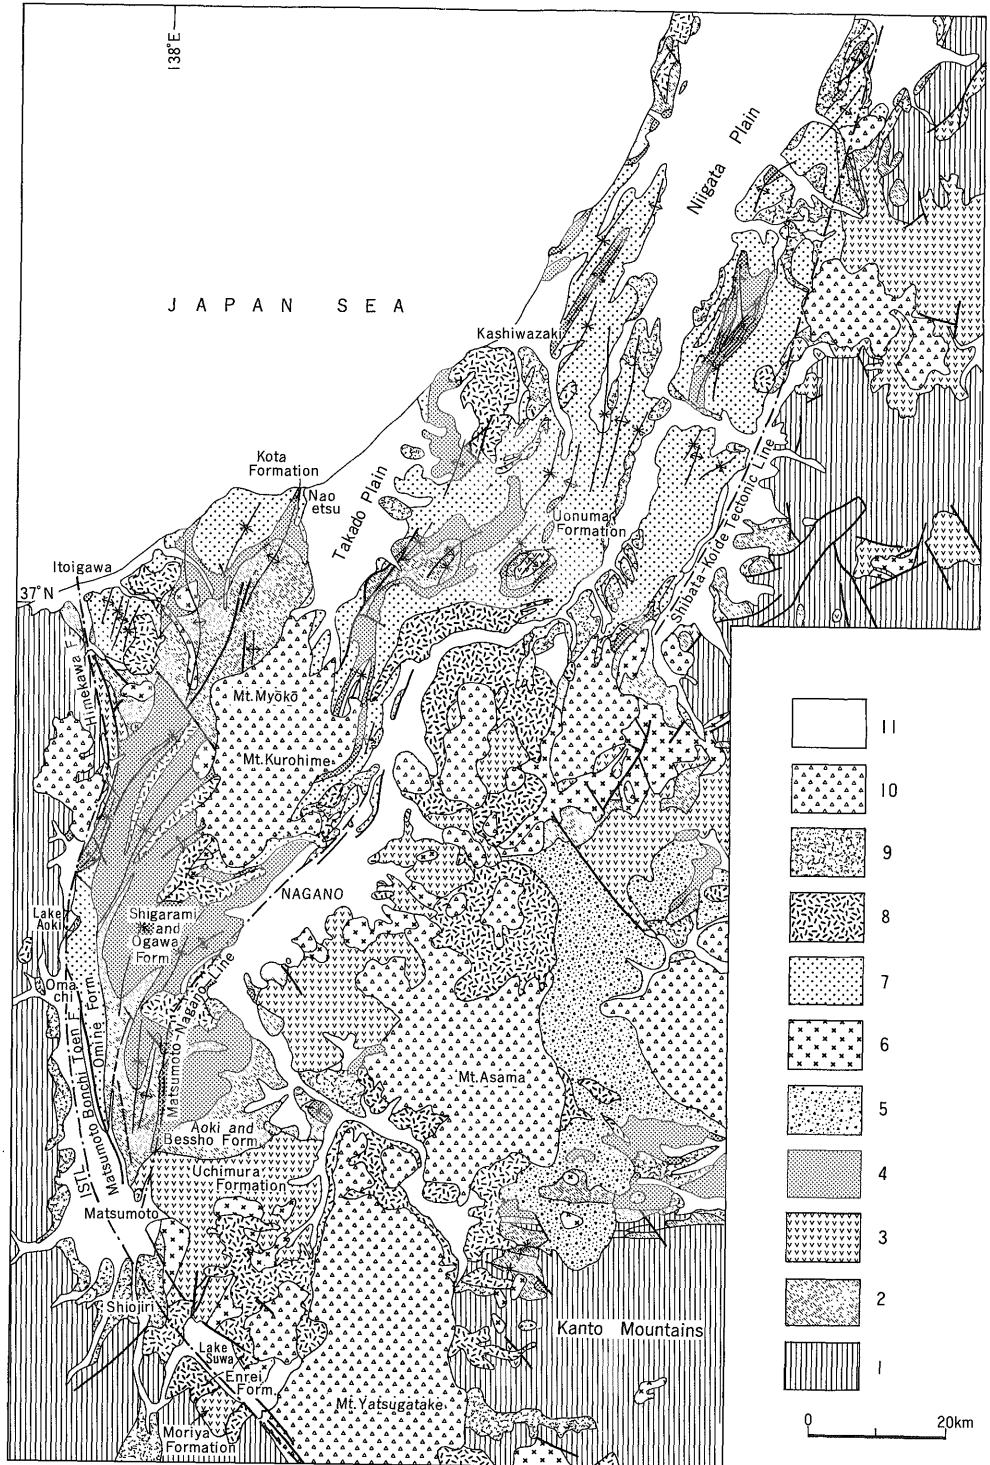 138°E
Niigata Plain
JAPAN SEA
Kashiwazaki
Kota
Formation
Nao
etsu
Takado Plain
Uonuma
Formation
Shibata-Koide Tectonic Line
Itoigawa
37°N
Himekawa F.
Mt. Myōkō
Mt. Kurohime
NAGANO
Lake
Aoki
Shigarami
and
Ogawa
Form.
Oma
chi
Omine Form.
Matsumoto Bonchi Toen F.
Matsumoto-Nagano Line
Mt. Asama
Aoki and
Bessho Form.
Uchimura
Formation
ISTL
Matsumoto
Shiojiri
Kanto Mountains
Lake
Suwa
Enrei
Form.
Mt. Yatsugatake
Moriya
Formation
11
10
9
8
7
6
5
4
3
2
1
0 20km